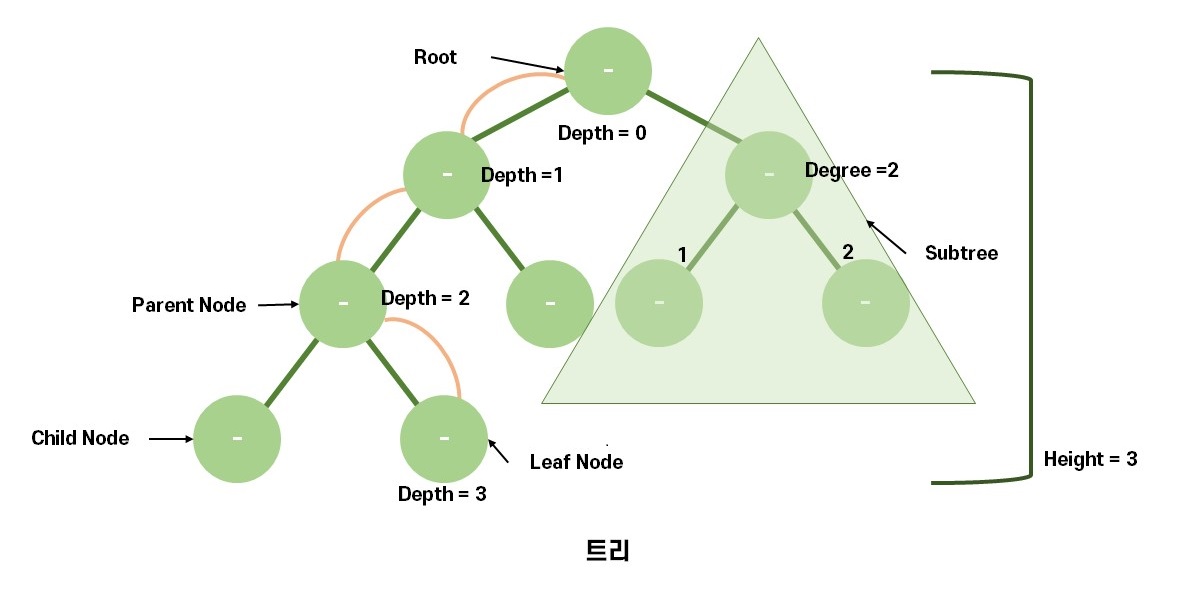 Root
Depth = 0
Depth =1
Degree =2
1
2
Subtree
Parent Node
Depth = 2
Child Node
Leaf Node
Depth = 3
Height = 3
트리